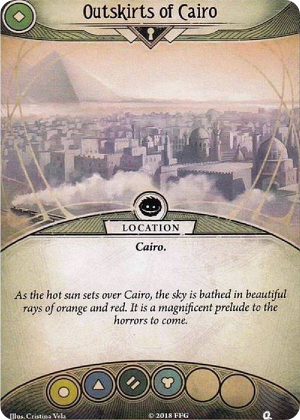 Outskirts of Cairo
LOCATION
Cairo.
As the hot sun sets over Cairo, the sky is bathed in beautiful
rays of orange and red. It is a magnificent prelude to the
horrors to come.
Illus. Cristina Vela
© 2018 FFG